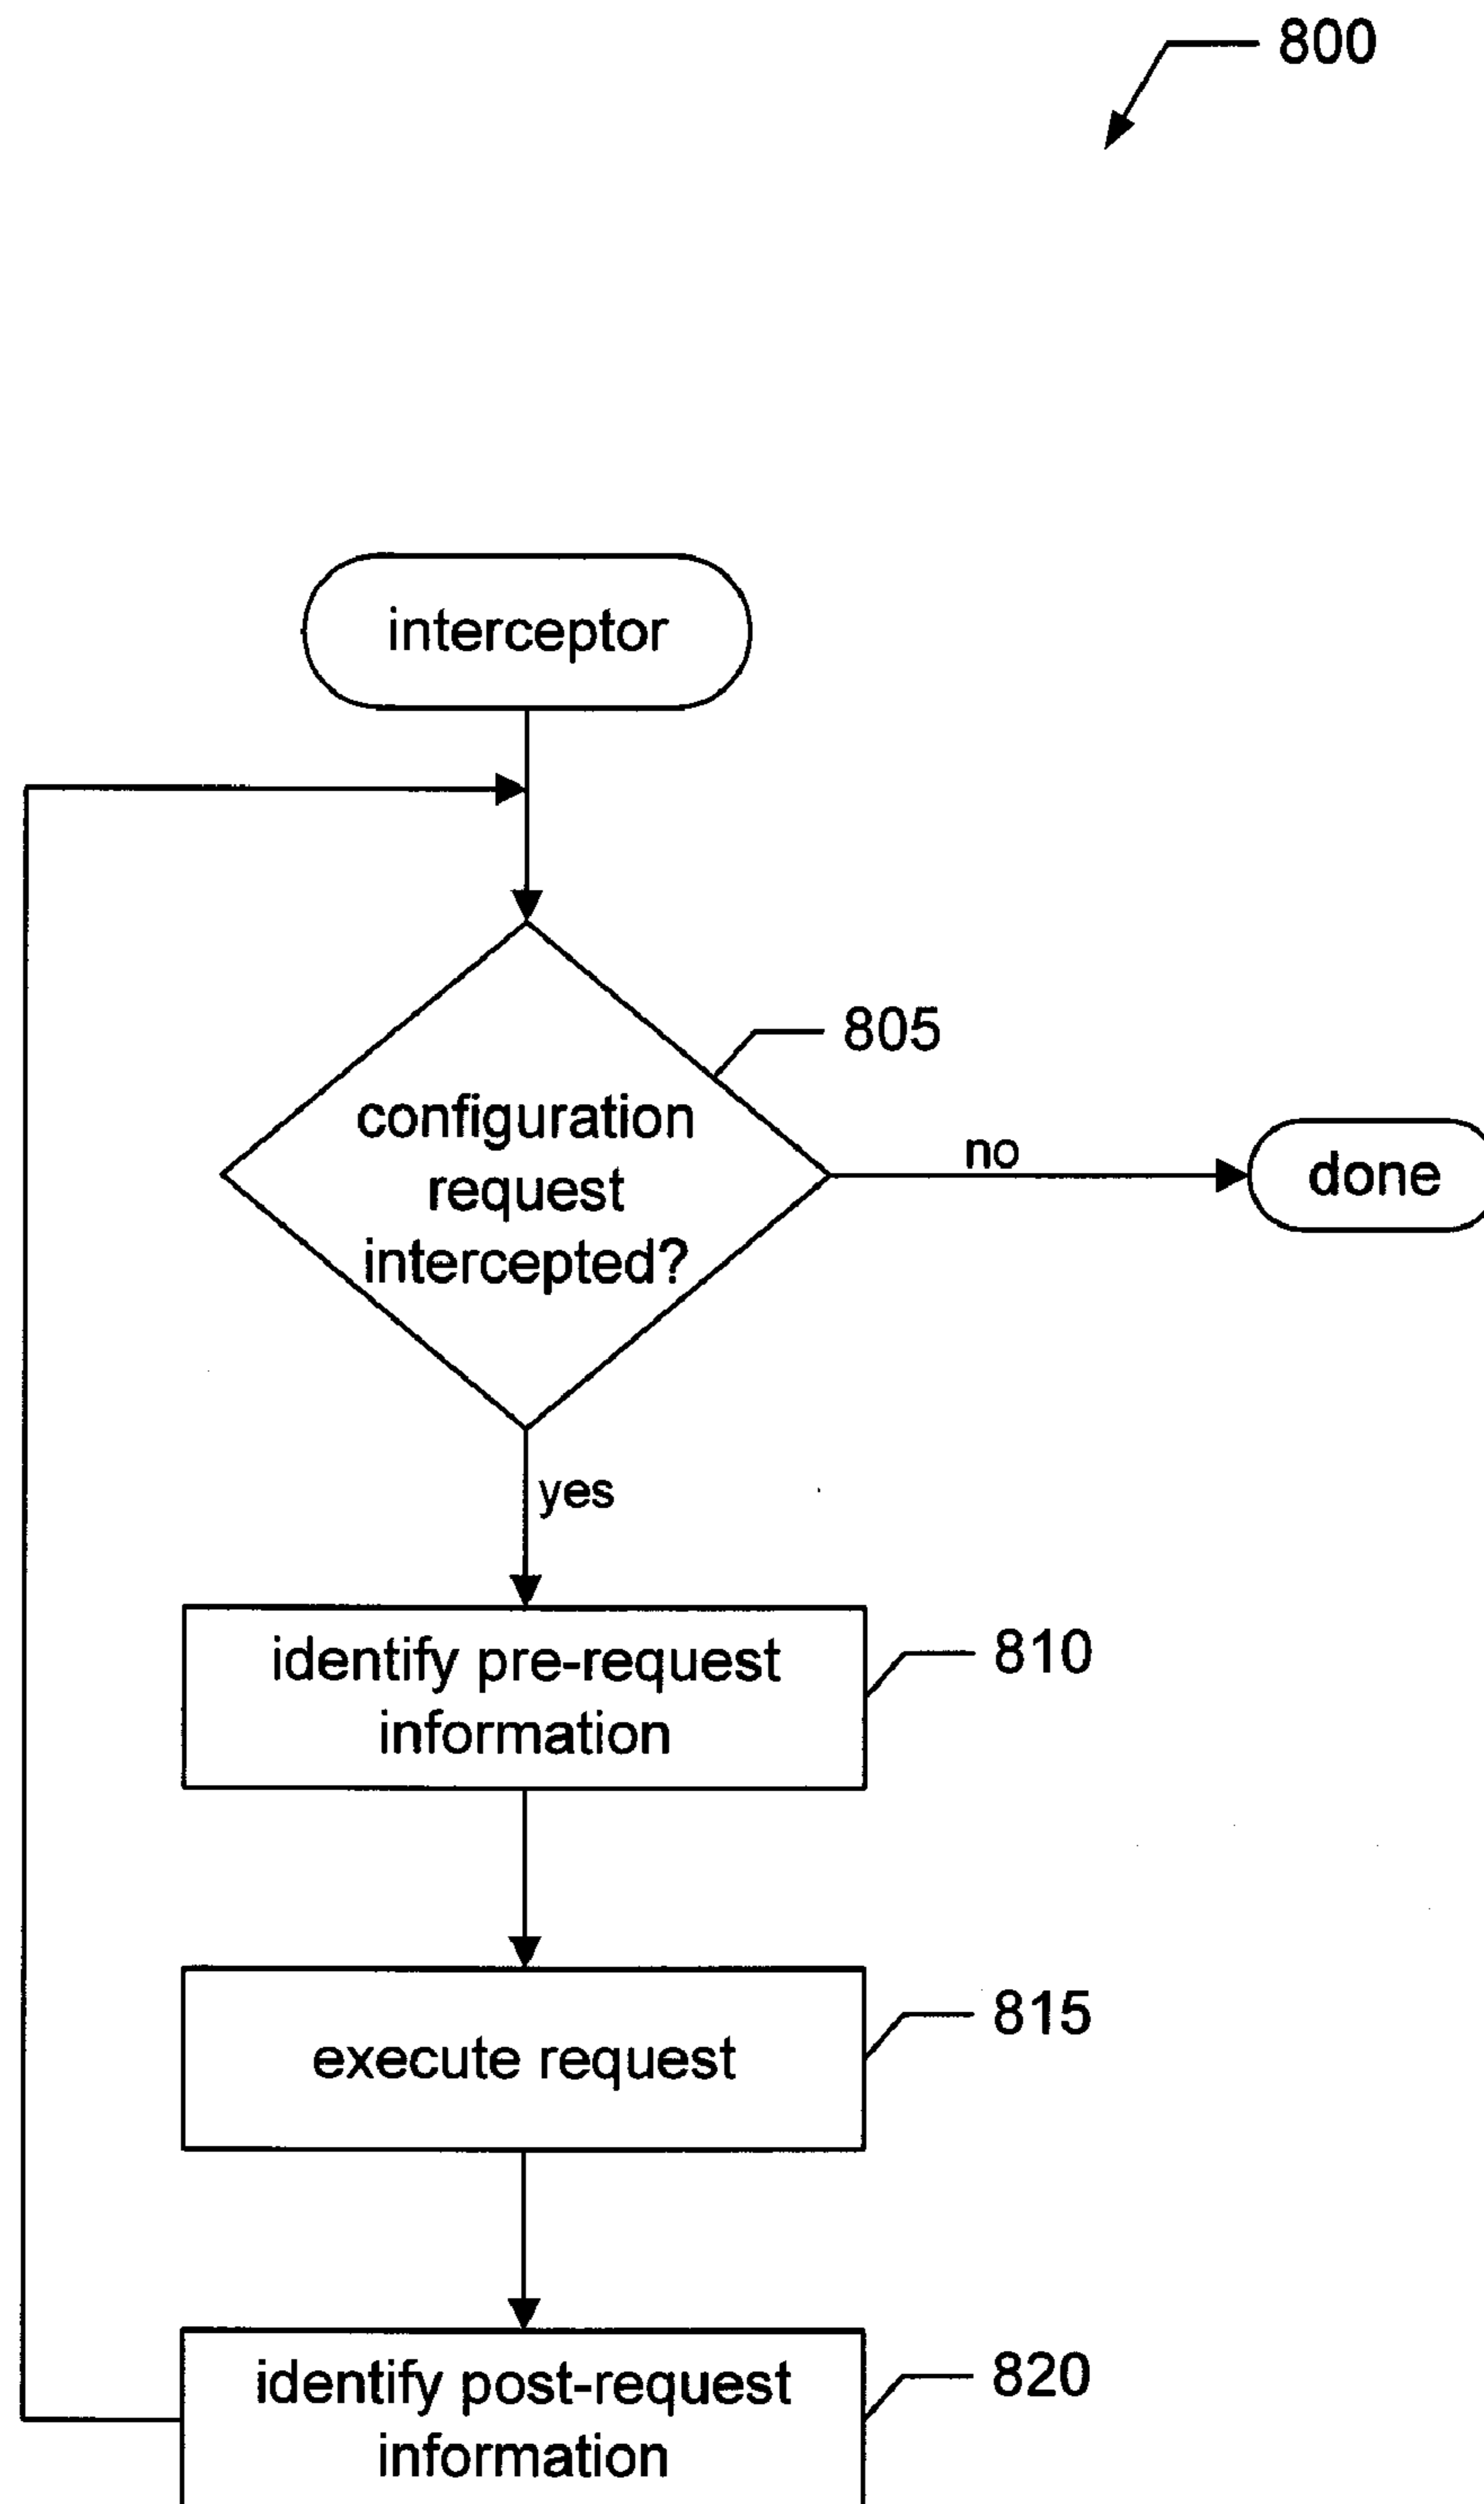 800
interceptor
805
configuration
request
intercepted?
no
done
yes
identify pre-request
information
810
execute request
815
identify post-request
information
820